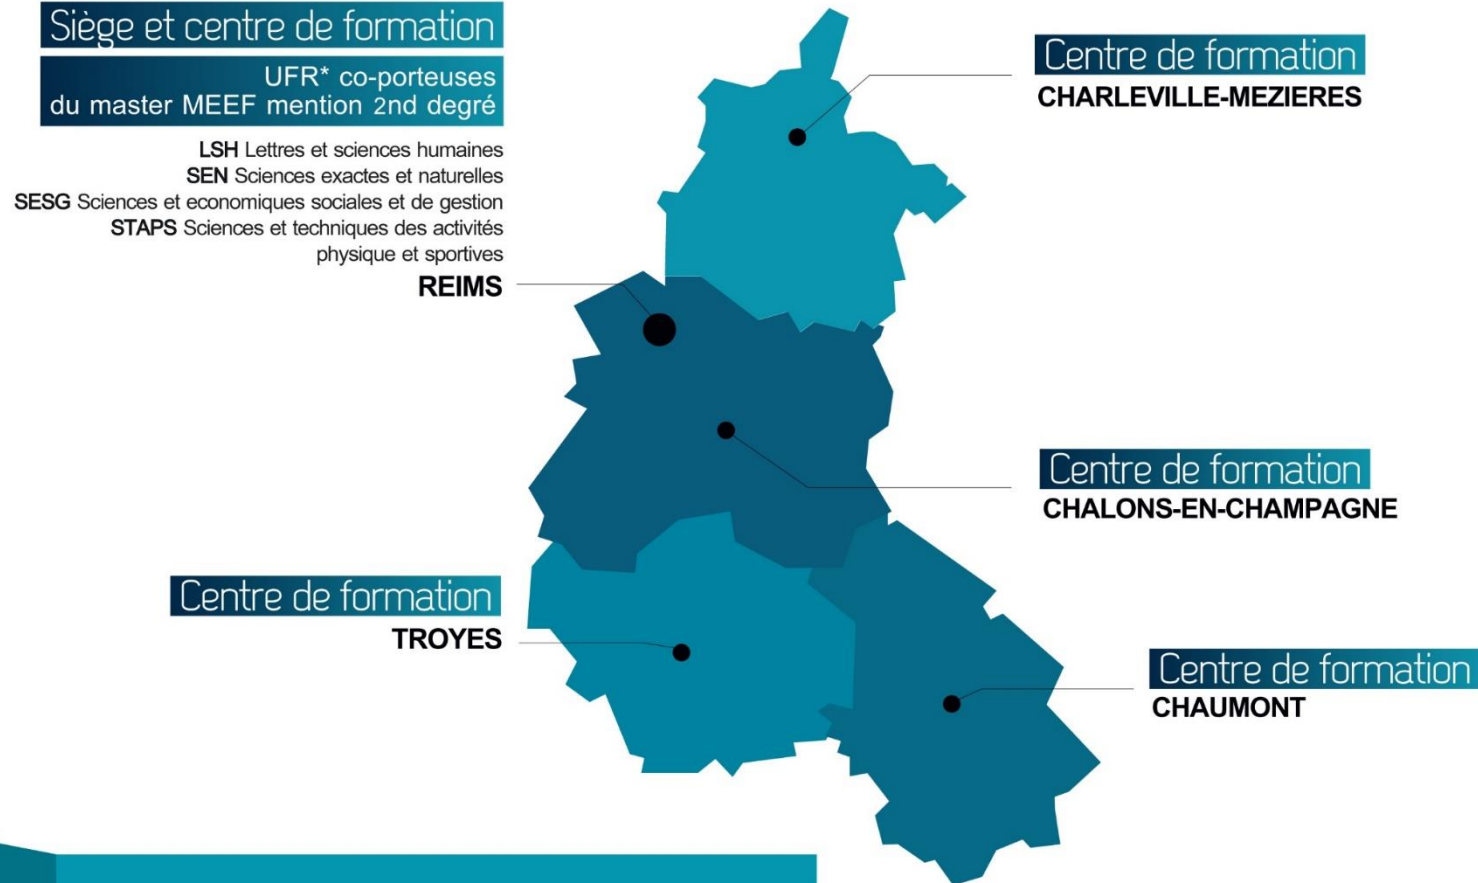 Siège et centre de formation
UFR* co-porteuses
du master MEEF mention 2nd degré
LSH Lettres et sciences humaines
SEN Sciences exactes et naturelles
SESG Sciences et economiques sociales et de gestion
STAPS Sciences et techniques des activités
physique et sportives
REIMS
Centre de formation
CHARLEVILLE-MEZIERES
Centre de formation
CHALONS-EN-CHAMPAGNE
Centre de formation
TROYES
Centre de formation
CHAUMONT